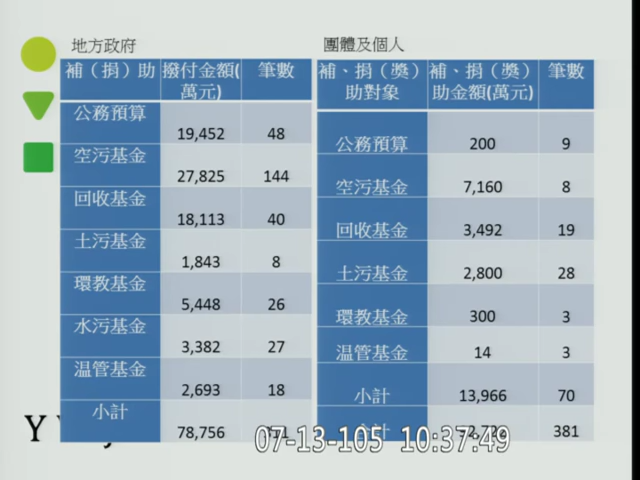 地方政府
補（捐）助 撥付金額(萬元) 筆數
公務預算 19,452 48
空污基金 27,825 144
回收基金 18,113 40
土污基金 1,843 8
環教基金 5,448 26
水污基金 3,382 27
温管基金 2,693 18
小計 78,756
團體及個人
補、捐（獎）助對象 補、捐（獎）助金額(萬元) 筆數
公務預算 200 9
空污基金 7,160 8
回收基金 3,492 19
土污基金 2,800 28
環教基金 300 3
温管基金 14 3
小計 13,966 70
381
07-13-105 10:37:49